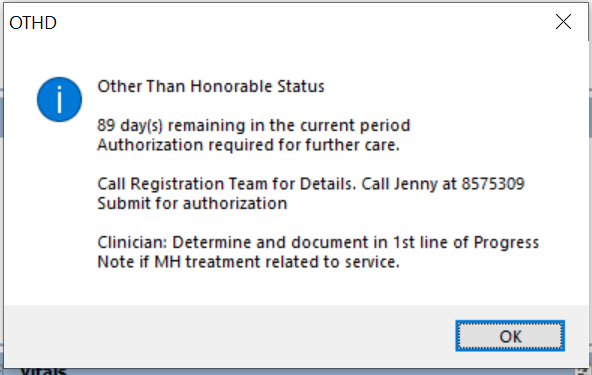 OTHD
Other Than Honorable Status
89 day(s) remaining in the current period
Authorization required for further care.
Call Registration Team for Details. Call Jenny at 8575309
Submit for authorization
Clinician: Determine and document in 1st line of Progress
Note if MH treatment related to service.
OK
Vitals